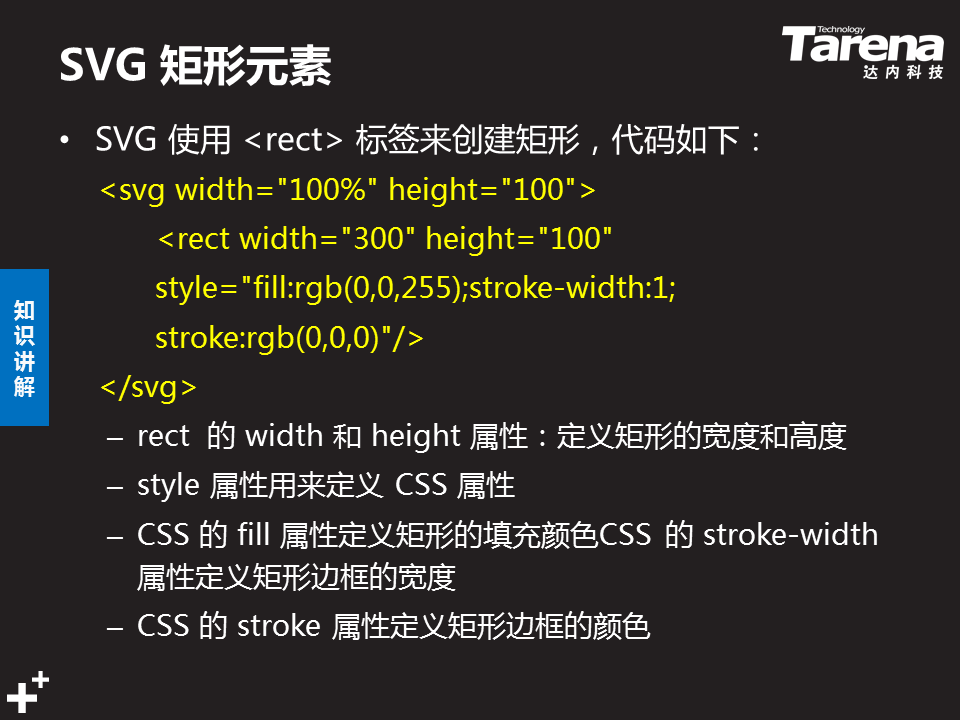 SVG 矩形元素
Technology
Tarena
达内科技
• SVG 使用 <rect> 标签来创建矩形，代码如下：
<svg width="100%" height="100">
<rect width="300" height="100"
style="fill:rgb(0,0,255);stroke-width:1;
stroke:rgb(0,0,0)"/>
</svg>
知识讲解
– rect 的 width 和 height 属性：定义矩形的宽度和高度
– style 属性用来定义 CSS 属性
– CSS 的 fill 属性定义矩形的填充颜色CSS 的 stroke-width
属性定义矩形边框的宽度
– CSS 的 stroke 属性定义矩形边框的颜色